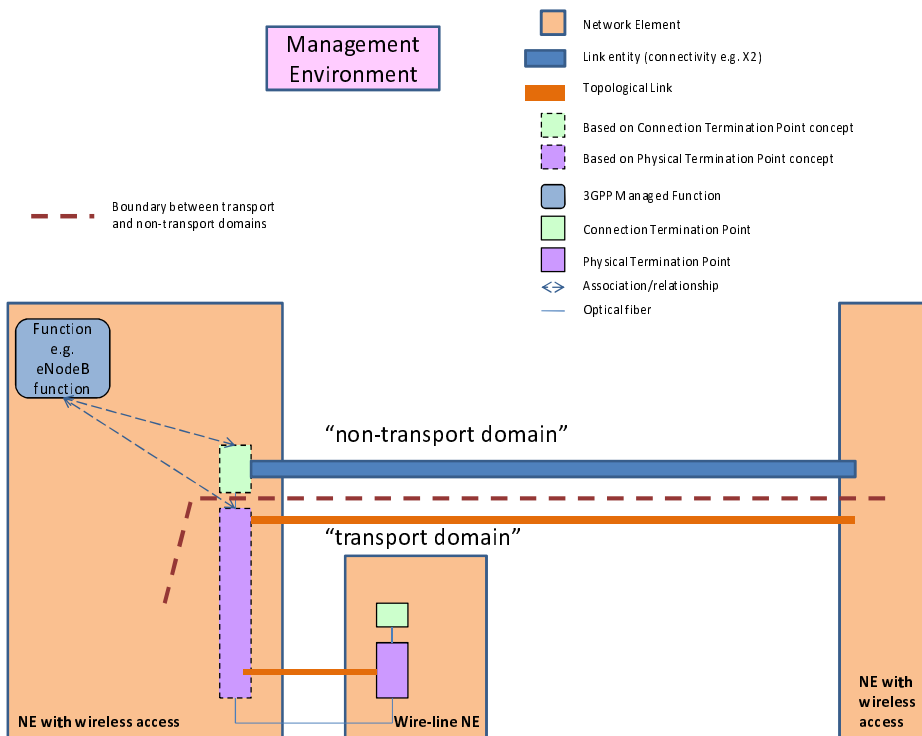 Management
Environment
Network Element
Link entity (connectivity e.g. X2)
Topological Link
Based on Connection Termination Point concept
Based on Physical Termination Point concept
3GPP Managed Function
Connection Termination Point
Physical Termination Point
Association/relationship
Optical fiber
Boundary between transport
and non-transport domains
Function
e.g.
eNodeB
function
“non-transport domain”
“transport domain”
NE with wireless access
Wire-line NE
NE with
wireless
access